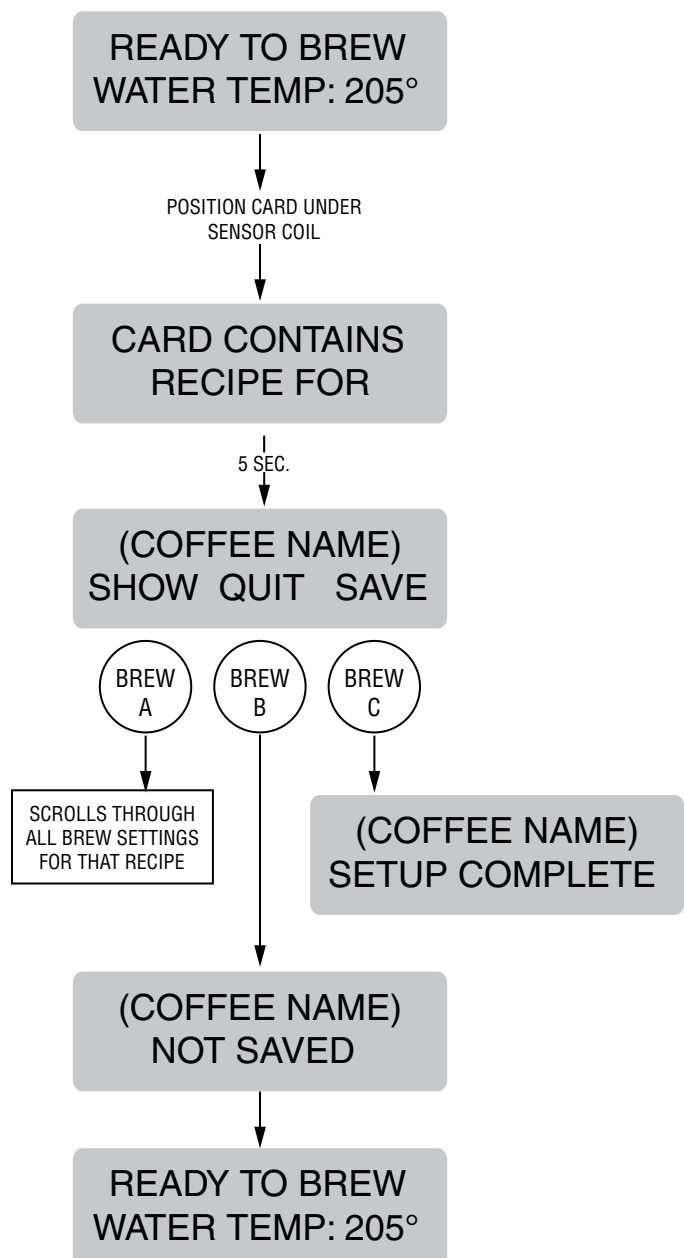 READY TO BREW
WATER TEMP: 205°
POSITION CARD UNDER
SENSOR COIL
CARD CONTAINS
RECIPE FOR
5 SEC.
(COFFEE NAME)
SHOW QUIT SAVE
BREW
A
BREW
B
BREW
C
SCROLLS THROUGH
ALL BREW SETTINGS
FOR THAT RECIPE
(COFFEE NAME)
SETUP COMPLETE
(COFFEE NAME)
NOT SAVED
READY TO BREW
WATER TEMP: 205°